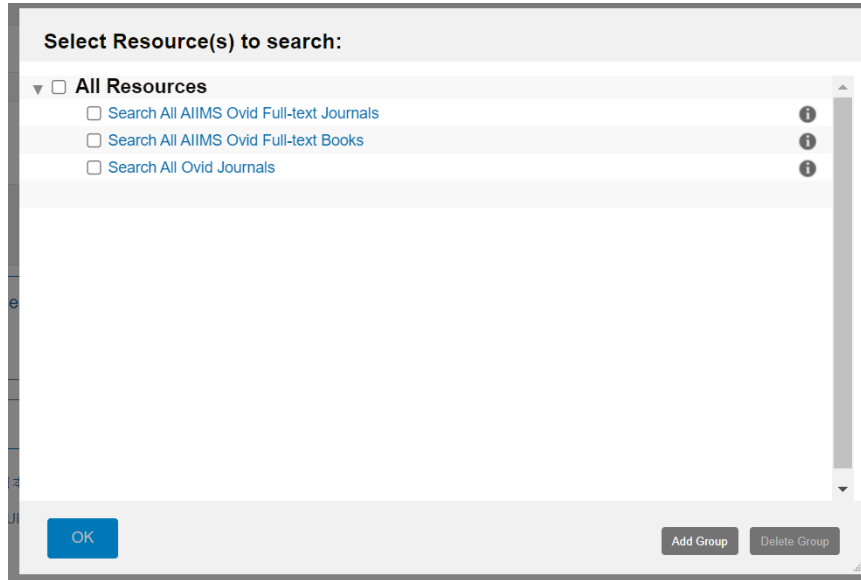 Select Resource(s) to search:
All Resources
Search All AIIMS Ovid Full-text Journals
Search All AIIMS Ovid Full-text Books
Search All Ovid Journals
OK
Add Group
Delete Group